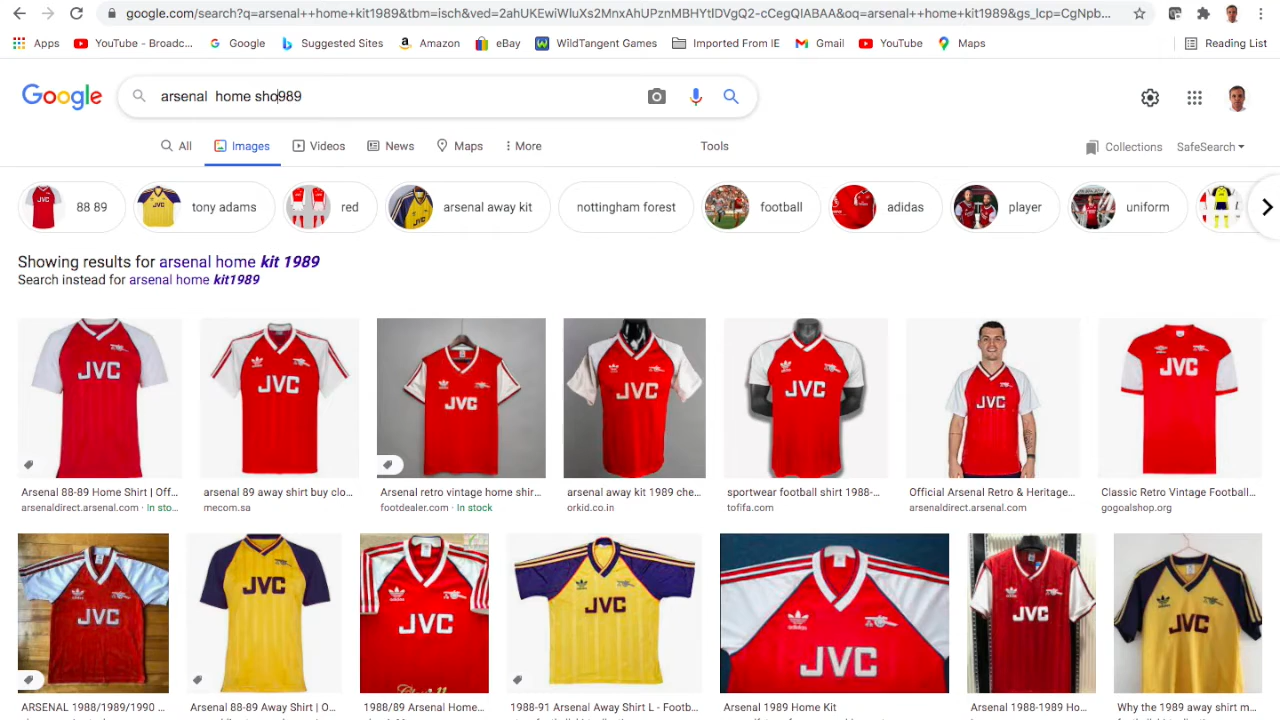 google.com/search?q=arsenal++home+kit1989&tbm=isch&ved=2ahUKEwiWluXs2MnxAhUPznMBHYtIDVgQ2-cCegQIABAA&oq=arsenal++home+kit1989&gs_lcp=CgNpb...
Apps YouTube – Broadc... Google Suggested Sites Amazon eBay WildTangent Games Imported From IE Gmail YouTube Maps Reading List
Google arsenal  home sho989
All Images Videos News Maps More Tools Collections SafeSearch
88 89 tony adams red arsenal away kit nottingham forest football adidas player uniform
Showing results for arsenal home kit 1989
Search instead for arsenal home kit1989
JVC JVC JVC JVC JVC JVC JVC
Arsenal 88-89 Home Shirt | Off... arsenal 89 away shirt buy clo... Arsenal retro vintage home shir... arsenal away kit 1989 che... sportwear football shirt 1988-... Official Arsenal Retro & Heritage... Classic Retro Vintage Football...
arsenaldirect.arsenal.com · In sto... mecom.sa footdealer.com · In stock orkid.co.in tofifa.com arsenaldirect.arsenal.com gogoalshop.org
JVC JVC JVC JVC adidas JVC JVC JVC
ARSENAL 1988/1989/1990 ... Arsenal 88-89 Away Shirt | O... 1988/89 Arsenal Home... 1988-91 Arsenal Away Shirt L - Footb... Arsenal 1989 Home Kit Arsenal 1988-1989 Ho... Why the 1989 away shirt m...